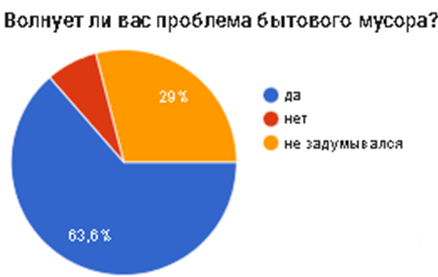 Волнует ли вас проблема бытового мусора?
29%
63,6%
да
нет
не задумывался